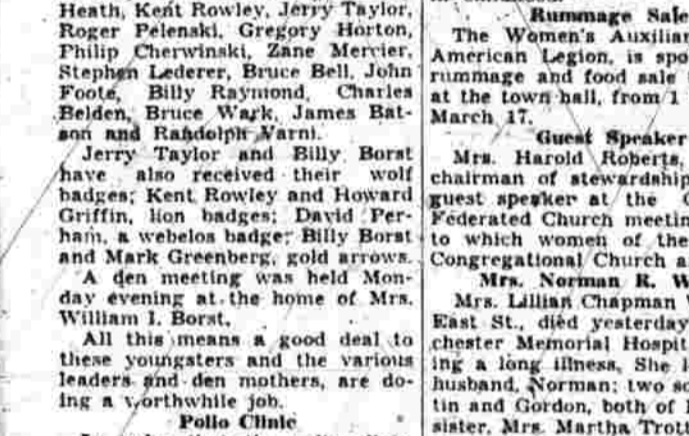 Heath, Kent Rowley, Jerry Taylor,
Roger Pelenski, Gregory Horton,
Philip Cherwinski, Zane Mercier,
Stephen Lederer, Bruce Bell, John
Foote, Billy Raymond, Charles
Belden, Bruce Wark, James Bat-
son and Randolph Varni.
Jerry Taylor and Billy Borst
have also received their wolf
badges; Kent Rowley and Howard
Griffin, lion badges; David Per-
ham, a webelos badge; Billy Borst
and Mark Greenberg, gold arrows.
A den meeting was held Mon-
day evening at the home of Mrs.
William I. Borst.
All this means a good deal to
these youngsters and the various
leaders and den mothers, are do-
ing a worthwhile job.
Polio Clinic
Rummage Sale
The Women's Auxiliar
American Legion, is spo
rummage and food sale
at the town hall, from 1
March 17.
Guest Speaker
Mrs. Harold Roberts,
chairman of stewardship
guest speaker at the
Federated Church meetin
to which women of the
Congregational Church a
Mrs. Norman R. W
Mrs. Lillian Chapman
East St., died yesterday
chester Memorial Hospit
ing a long illness. She
husband, Norman; two so
tin and Gordon, both of
sister, Mrs. Martha Trott